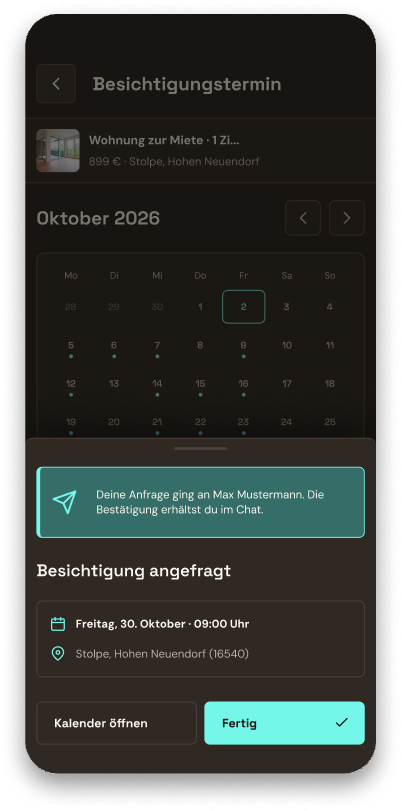 Besichtigungstermin
Wohnung zur Miete · 1 Zi...
899 € · Stolpe, Hohen Neuendorf
Oktober 2026
Mo Di Mi Do Fr Sa So
28 29 30 1 2 3 4
5 6 7 8 9 10 11
12 13 14 15 16 17 18
19 20 21 22 23 24 25
Deine Anfrage ging an Max Mustermann. Die
Bestätigung erhältst du im Chat.
Besichtigung angefragt
Freitag, 30. Oktober · 09:00 Uhr
Stolpe, Hohen Neuendorf (16540)
Kalender öffnen
Fertig